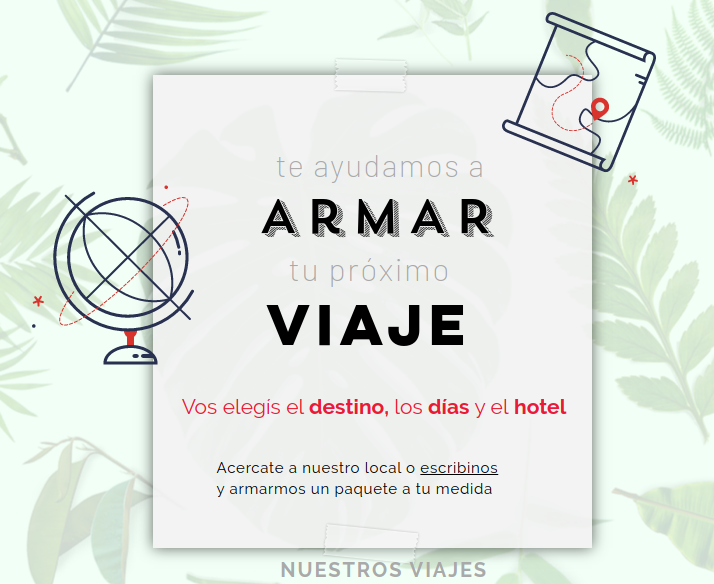 te ayudamos a
ARMAR
tu próximo
VIAJE
Vos elegís el destino, los días y el hotel
Acercate a nuestro local o escribinos
y armarmos un paquete a tu medida
NUESTROS VIAJES